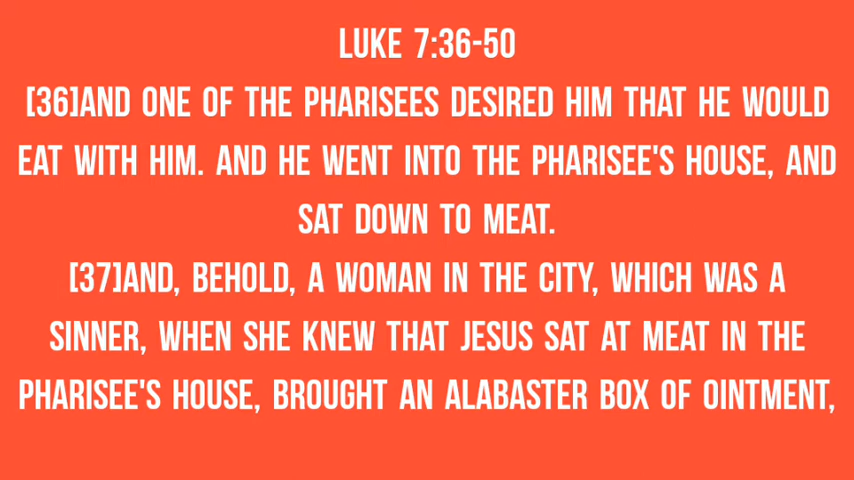 LUKE 7:36-50
[36]AND ONE OF THE PHARISEES DESIRED HIM THAT HE WOULD
EAT WITH HIM. AND HE WENT INTO THE PHARISEE'S HOUSE, AND
SAT DOWN TO MEAT.
[37]AND, BEHOLD, A WOMAN IN THE CITY, WHICH WAS A
SINNER, WHEN SHE KNEW THAT JESUS SAT AT MEAT IN THE
PHARISEE'S HOUSE, BROUGHT AN ALABASTER BOX OF OINTMENT,